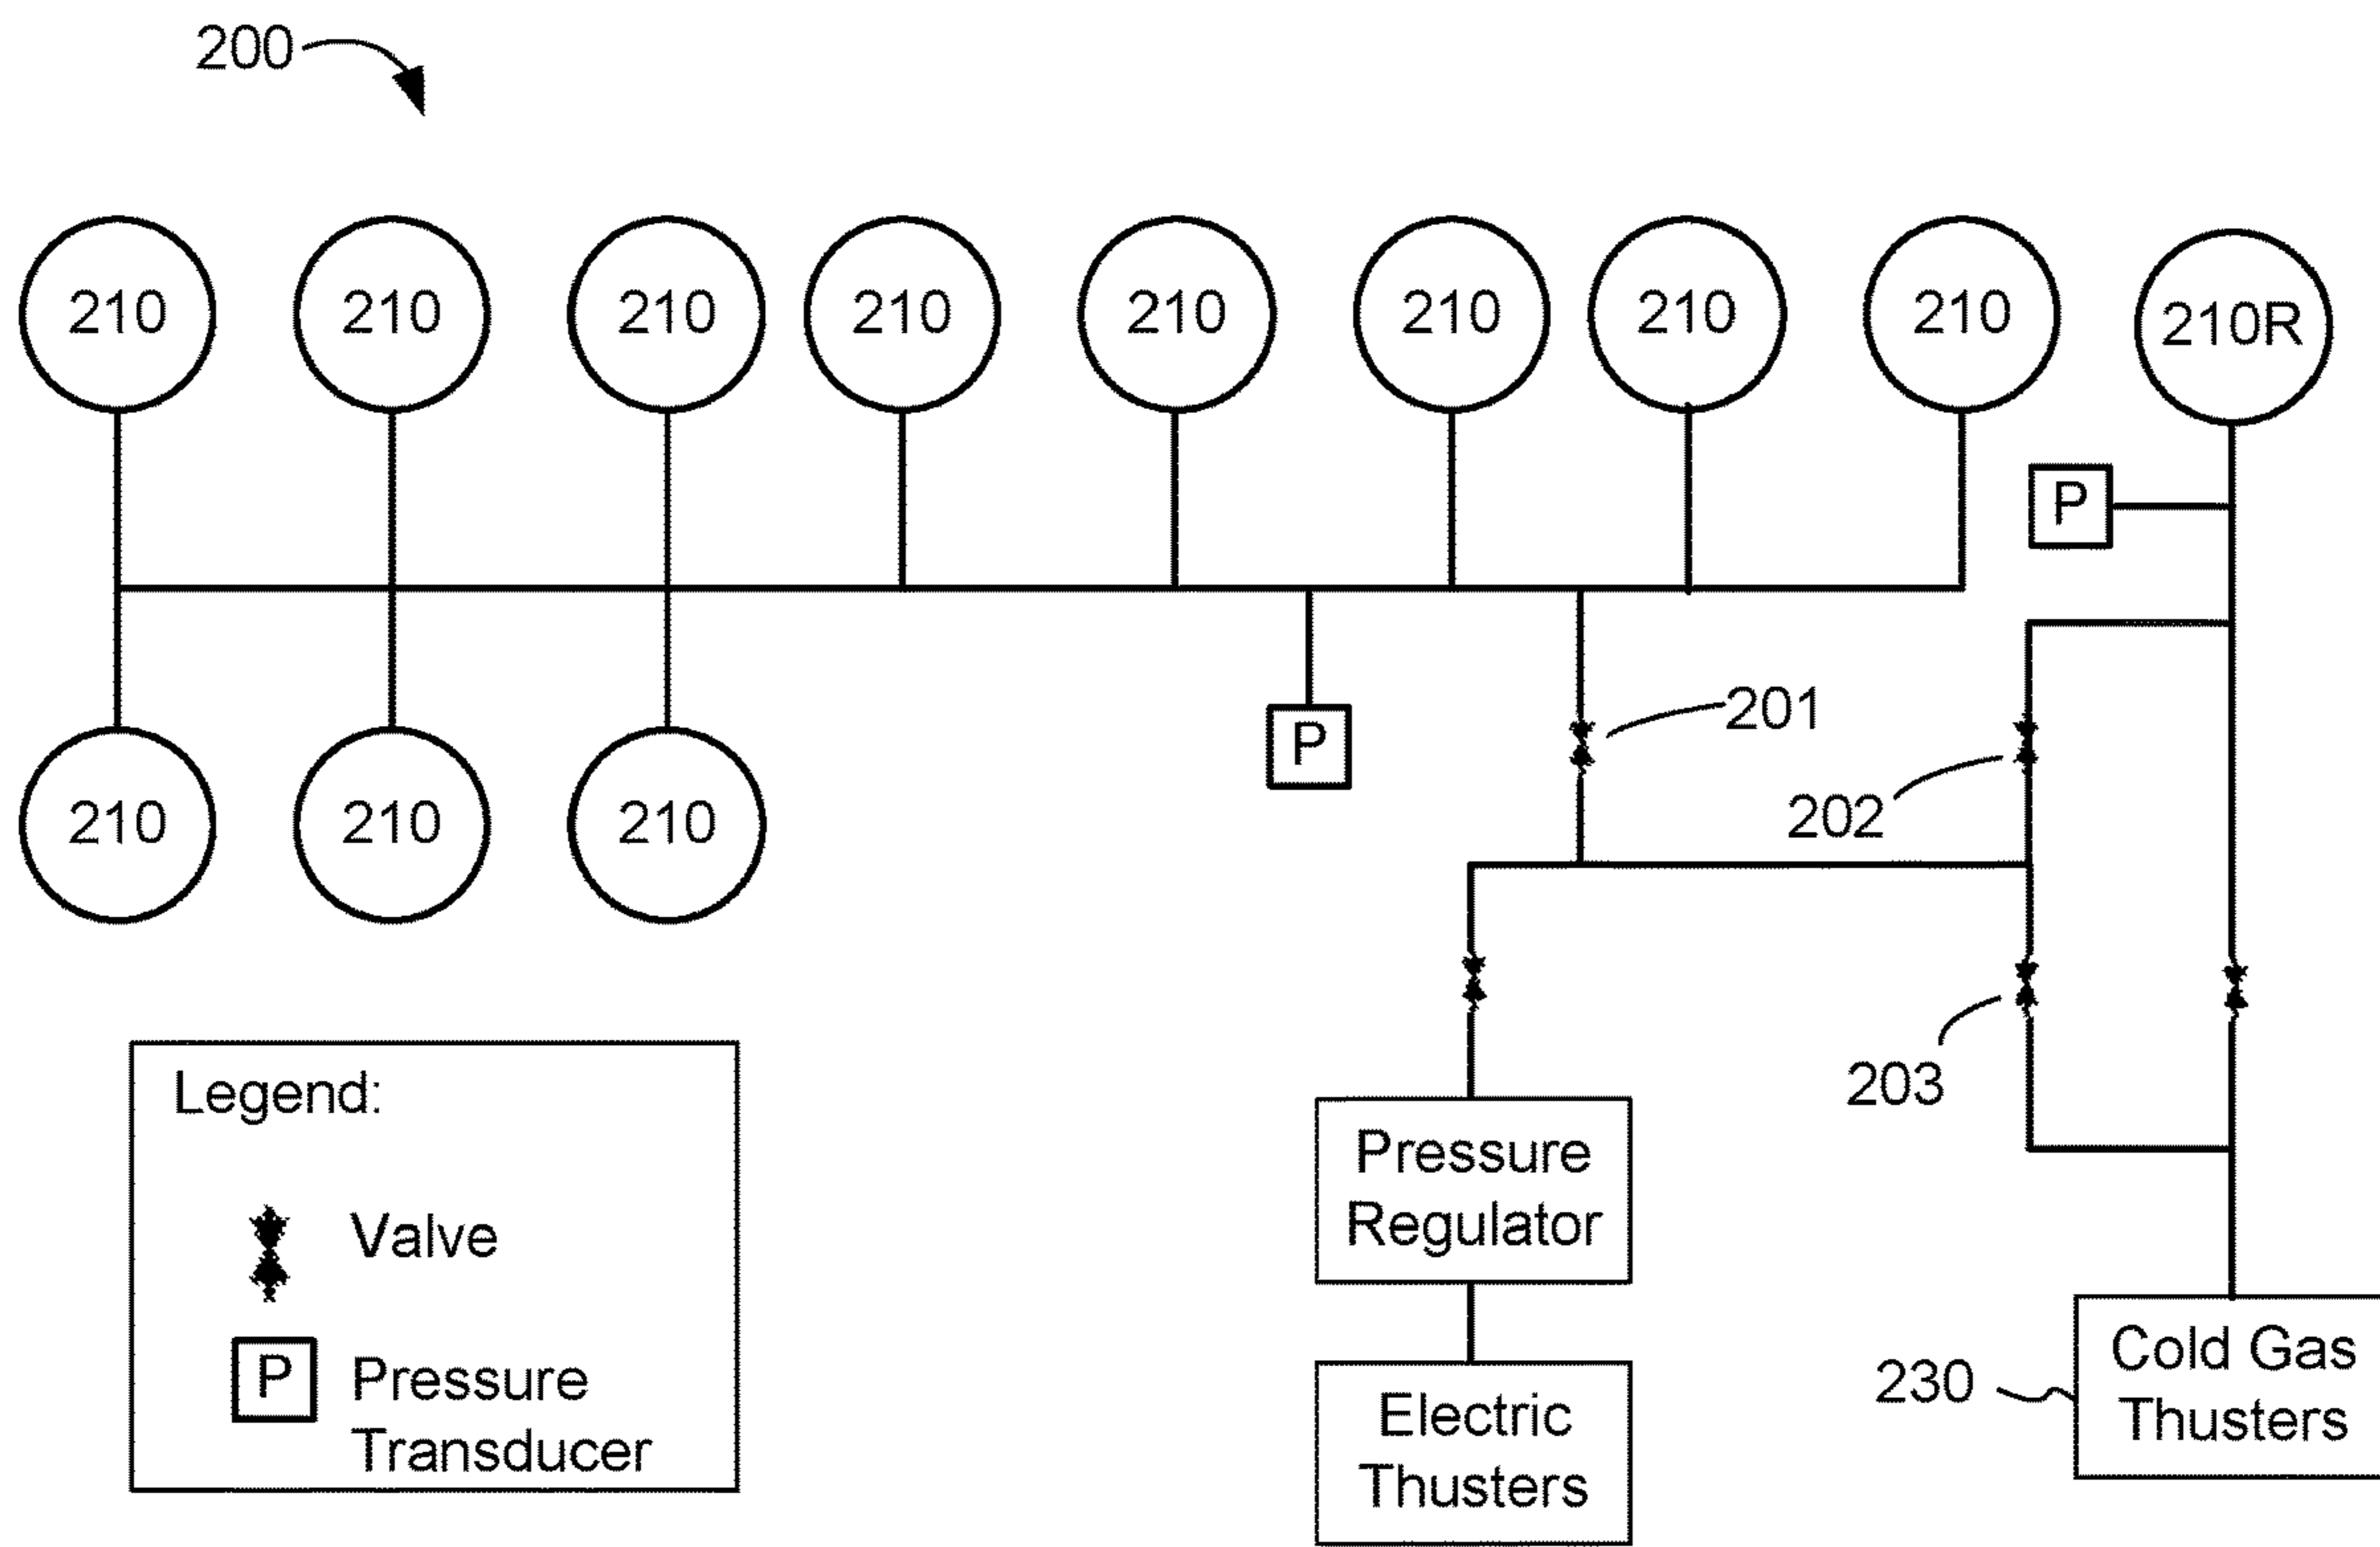 200
210 210 210 210 210 210 210 210 210R
P
P
201
202
210 210 210
203
Legend:
Valve
P Pressure
Transducer
Pressure
Regulator
Electric
Thusters
230
Cold Gas
Thusters